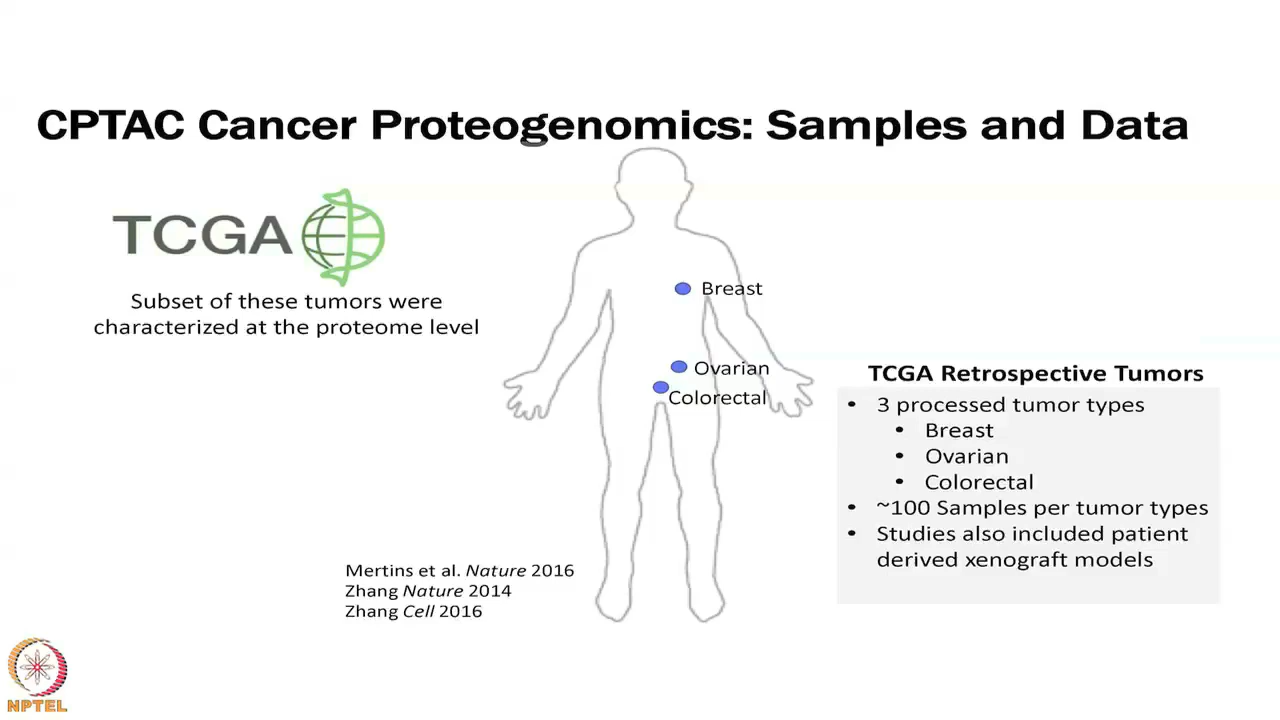 CPTAC Cancer Proteogenomics: Samples and Data
TCGA
Subset of these tumors were
characterized at the proteome level
Breast
Ovarian
Colorectal
TCGA Retrospective Tumors
• 3 processed tumor types
• Breast
• Ovarian
• Colorectal
• ~100 Samples per tumor types
• Studies also included patient
derived xenograft models
Mertins et al. Nature 2016
Zhang Nature 2014
Zhang Cell 2016
NPTEL